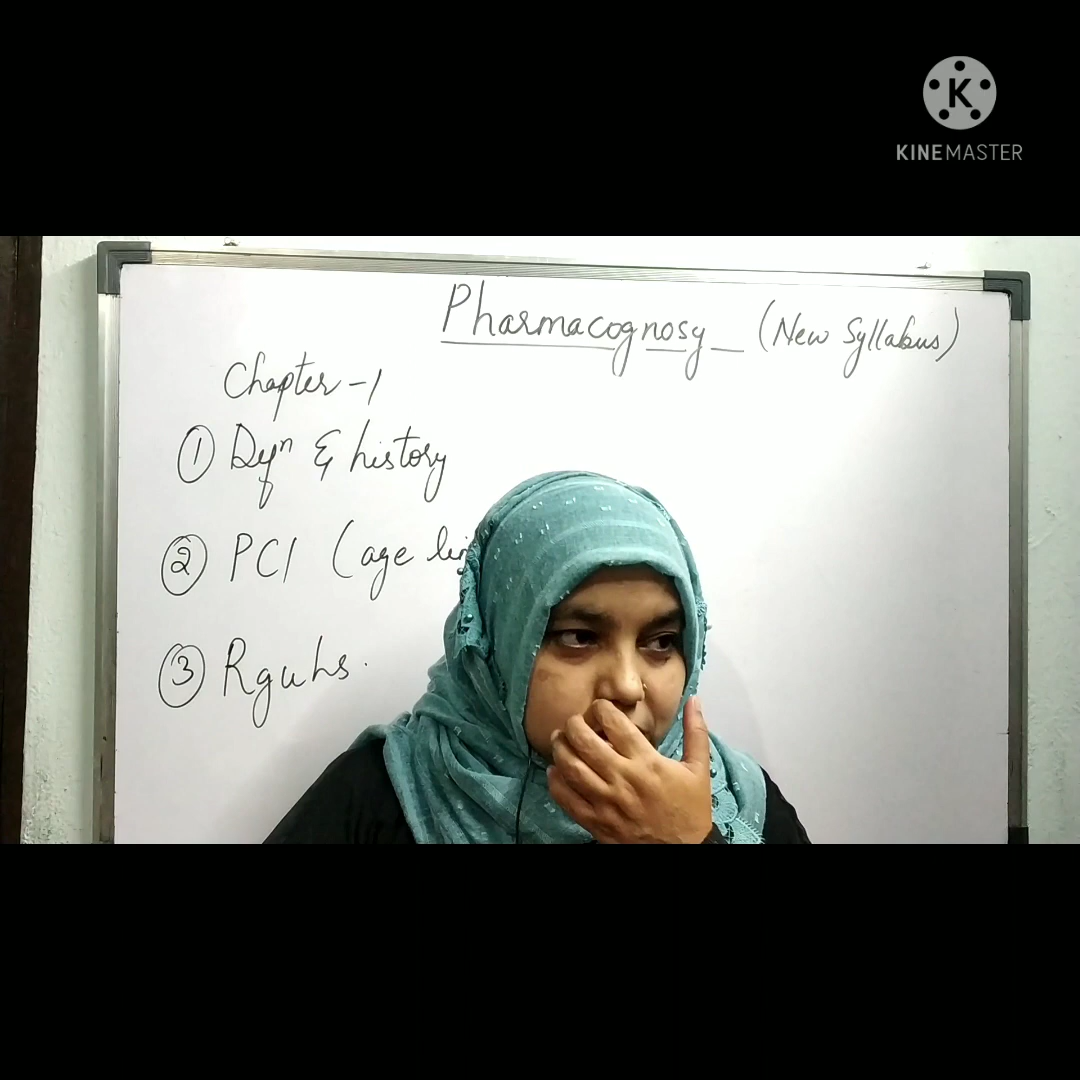 K
KINEMASTER
Pharmacognosy (New Syllabus)
Chapter - 1
① Defⁿ & history
② PCI (age
③ Rguhs.